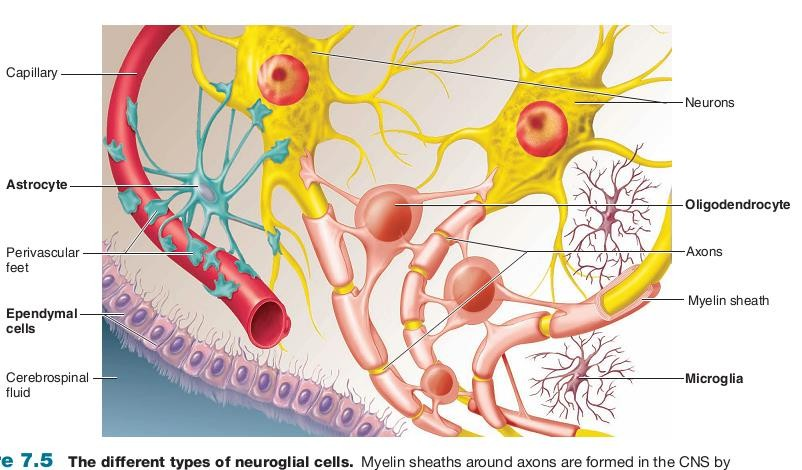 Capillary
Neurons
Astrocyte
Oligodendrocyte
Perivascular
feet
Axons
Myelin sheath
Ependymal
cells
Cerebrospinal
fluid
Microglia
re 7.5 The different types of neuroglial cells. Myelin sheaths around axons are formed in the CNS by